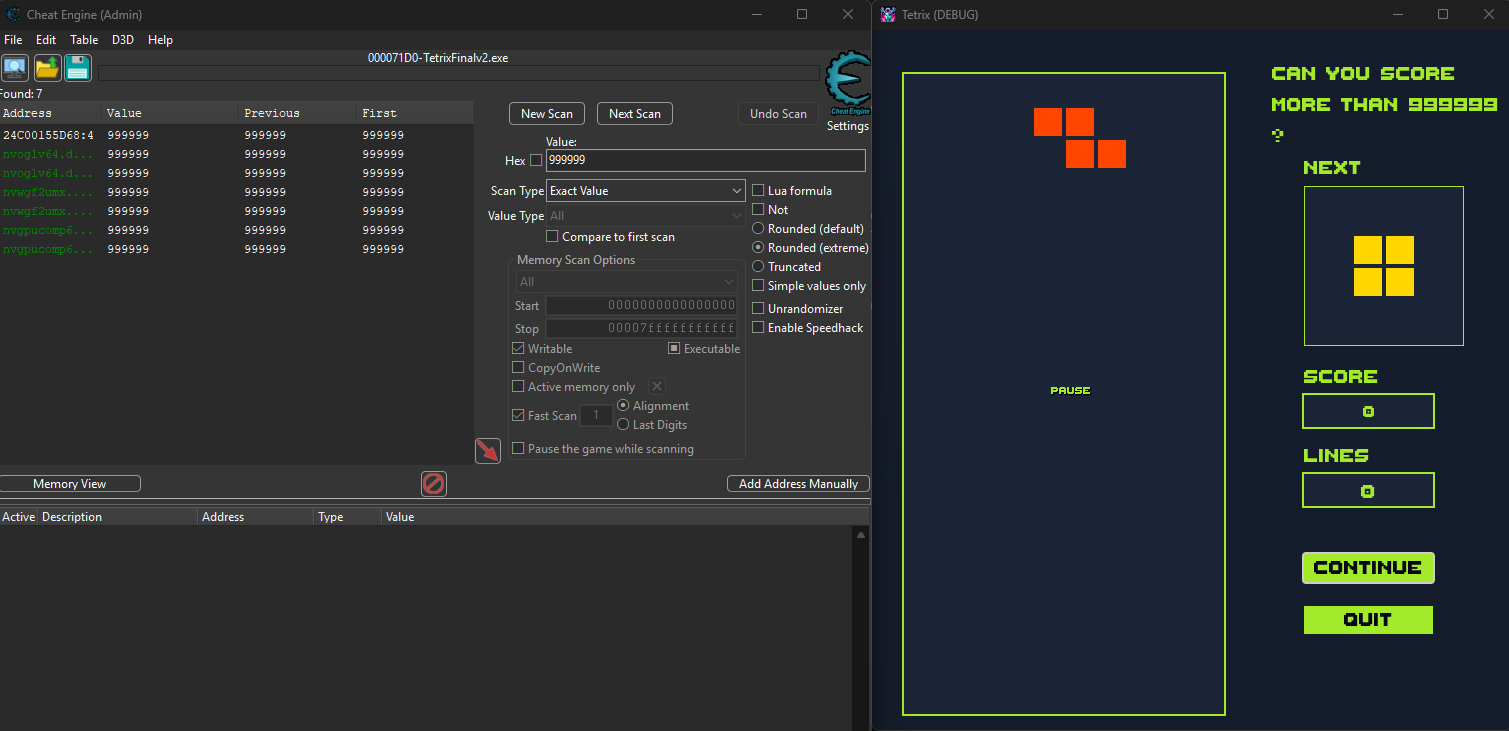 Cheat Engine (Admin)
File Edit Table D3D Help
000071D0-TetrixFinalv2.exe
Found: 7
Address Value Previous First
24C00155D68:4 999999 999999 999999
nvoglv64.d... 999999 999999 999999
nvoglv64.d... 999999 999999 999999
nvwgf2umx.... 999999 999999 999999
nvwgf2umx.... 999999 999999 999999
nvgpucomp6... 999999 999999 999999
nvgpucomp6... 999999 999999 999999
New Scan Next Scan Undo Scan
Cheat Engine
Settings
Value:
Hex 999999
Scan Type Exact Value
Value Type All
Compare to first scan
Lua formula
Not
Rounded (default)
Rounded (extreme)
Truncated
Simple values only
Unrandomizer
Enable Speedhack
Memory Scan Options
All
Start 0000000000000000
Stop 00007fffffffffff
Writable Executable
CopyOnWrite
Active memory only
Fast Scan 1 Alignment
Last Digits
Pause the game while scanning
Memory View
Add Address Manually
Active Description Address Type Value
Tetrix (DEBUG)
CAN YOU SCORE
MORE THAN 999999
?
NEXT
PAUSE
SCORE
0
LINES
0
CONTINUE
QUIT